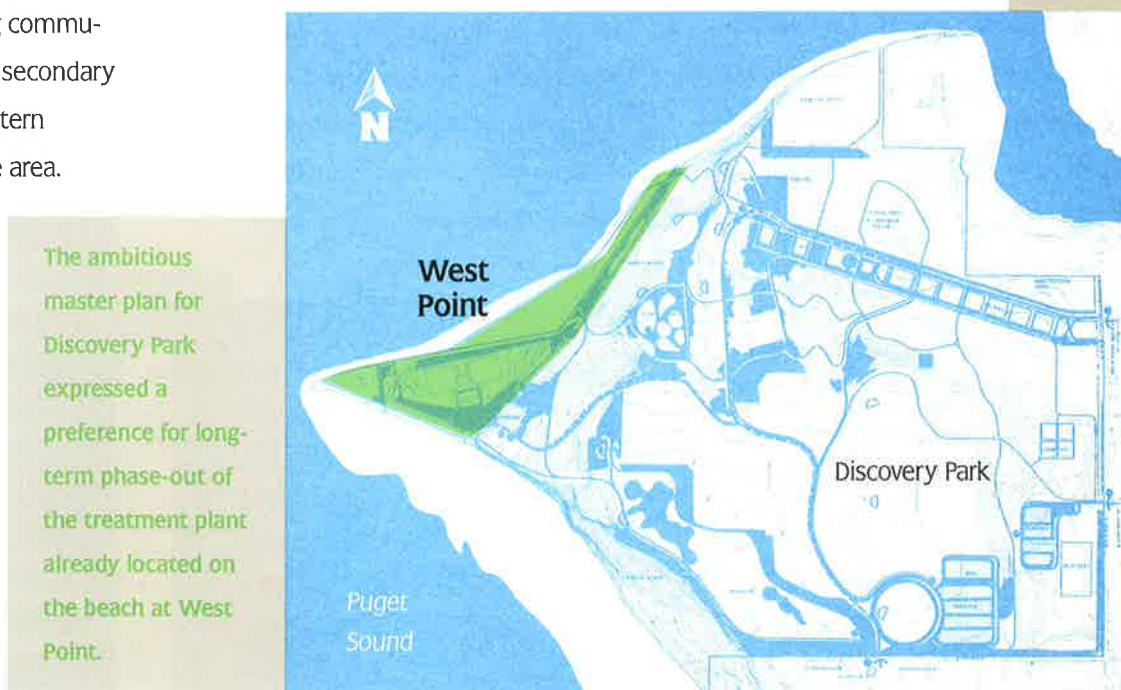 g commu-
secondary
tern
e area.
The ambitious
master plan for
Discovery Park
expressed a
preference for long-
term phase-out of
the treatment plant
already located on
the beach at West
Point.
N
West
Point
Discovery Park
Puget
Sound